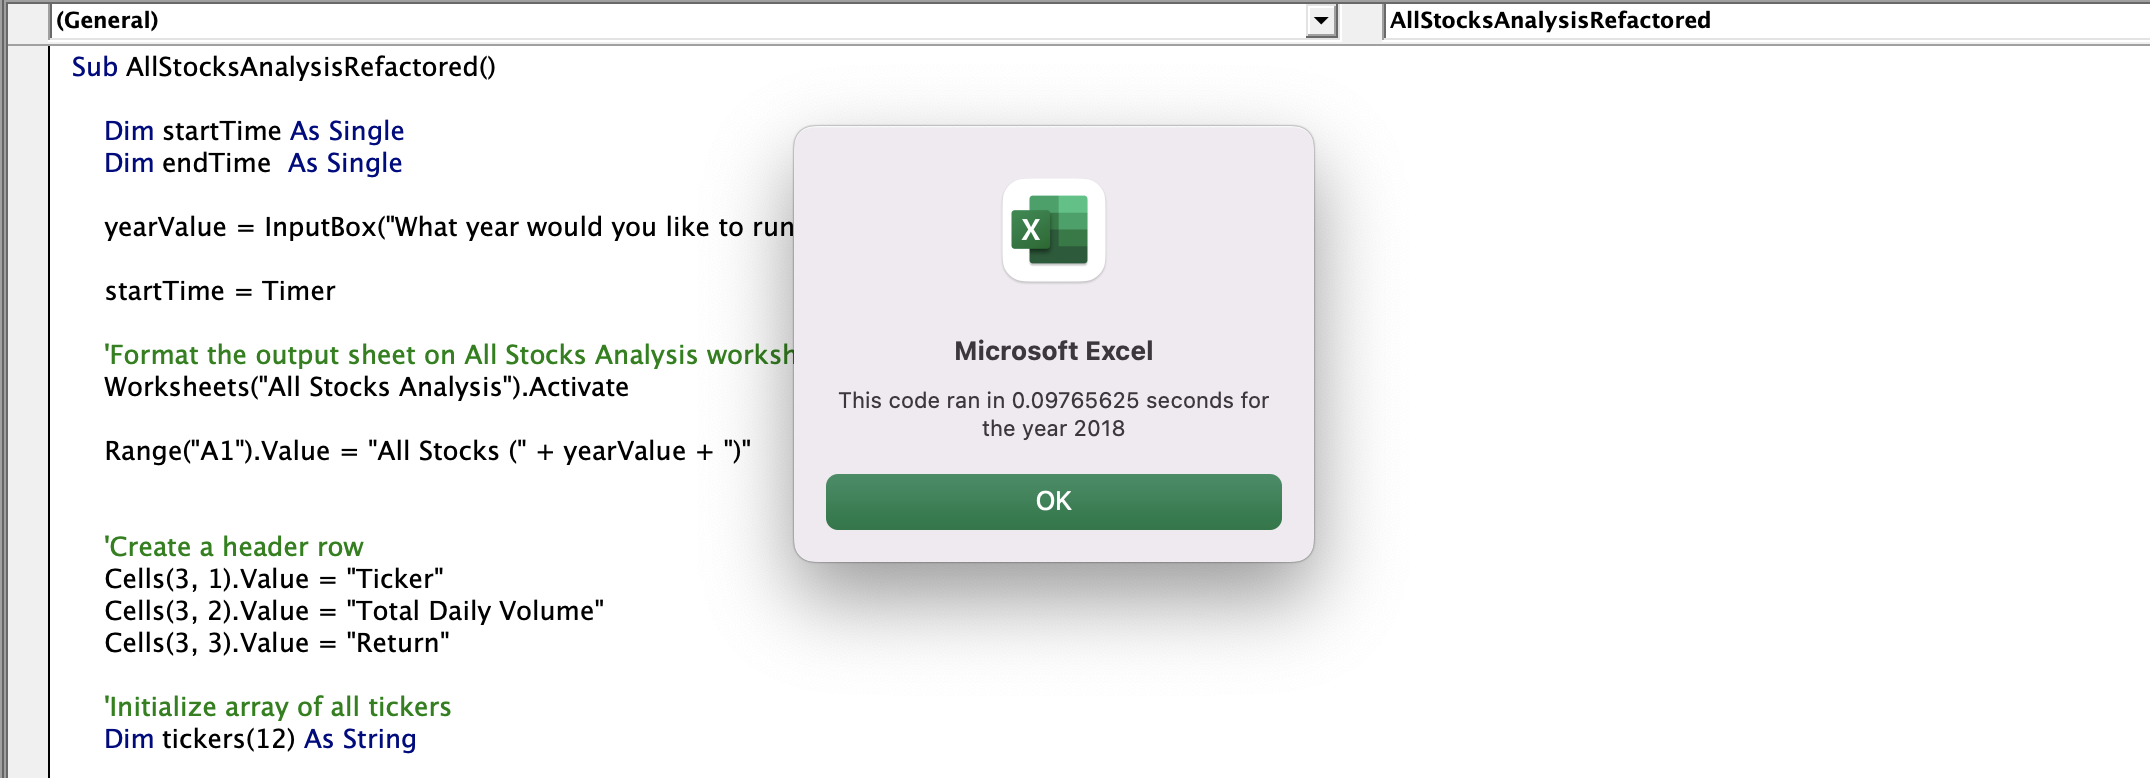 (General)
AllStocksAnalysisRefactored
Sub AllStocksAnalysisRefactored()
Dim startTime As Single
Dim endTime  As Single
yearValue = InputBox("What year would you like to run
startTime = Timer
'Format the output sheet on All Stocks Analysis worksh
Worksheets("All Stocks Analysis").Activate
Range("A1").Value = "All Stocks (" + yearValue + ")"
'Create a header row
Cells(3, 1).Value = "Ticker"
Cells(3, 2).Value = "Total Daily Volume"
Cells(3, 3).Value = "Return"
'Initialize array of all tickers
Dim tickers(12) As String
X
Microsoft Excel
This code ran in 0.09765625 seconds for
the year 2018
OK